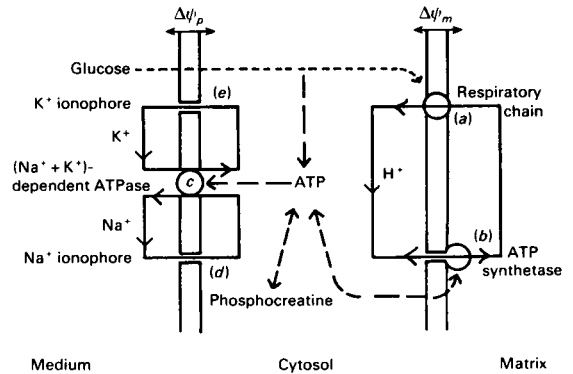 Δψp
Δψm
Glucose
(e)
K⁺ ionophore
K⁺
Respiratory
chain
(a)
H⁺
(Na⁺ + K⁺)-
dependent ATPase
c
ATP
Na⁺
Na⁺ ionophore
(d)
(b)
ATP
synthetase
Phosphocreatine
Medium
Cytosol
Matrix